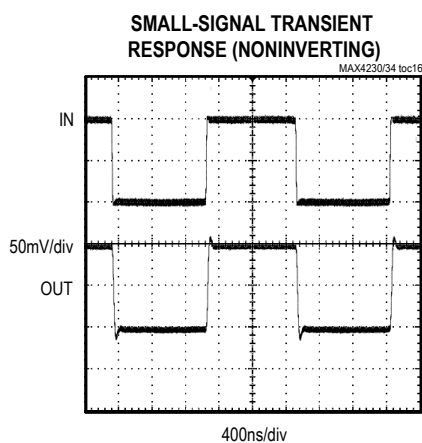 SMALL-SIGNAL TRANSIENT
RESPONSE (NONINVERTING)
MAX4230/34 toc16
IN
50mV/div
OUT
400ns/div